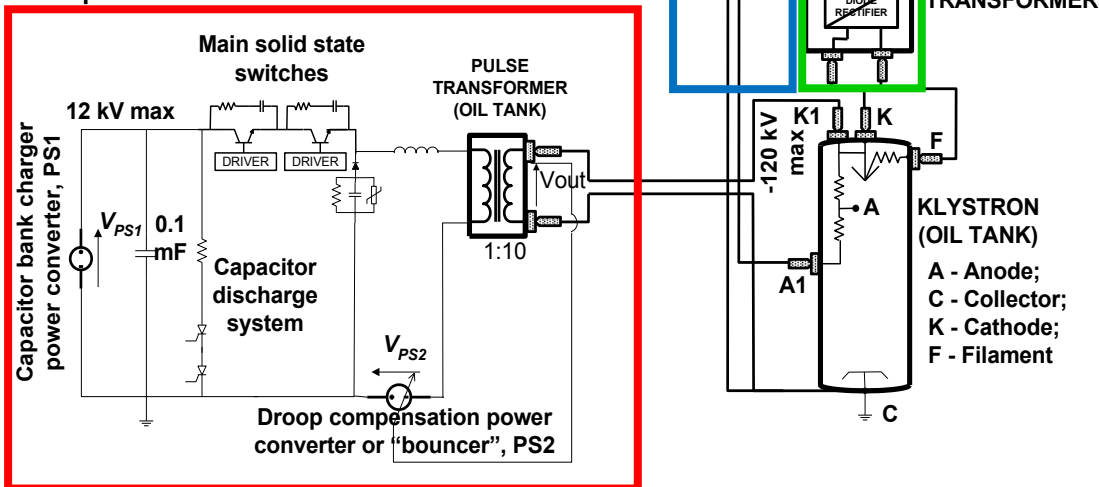 DIODE
RECTIFIER
TRANSFORMER
Main solid state
switches
PULSE
TRANSFORMER
(OIL TANK)
12 kV max
DRIVER
DRIVER
K1
K
F
-120 kV
max
Vout
A
KLYSTRON
(OIL TANK)
Capacitor bank charger
power converter, PS1
VPS1
0.1
mF
1:10
Capacitor
discharge
system
A1
A - Anode;
C - Collector;
K - Cathode;
F - Filament
VPS2
Droop compensation power
converter or “bouncer”, PS2
C